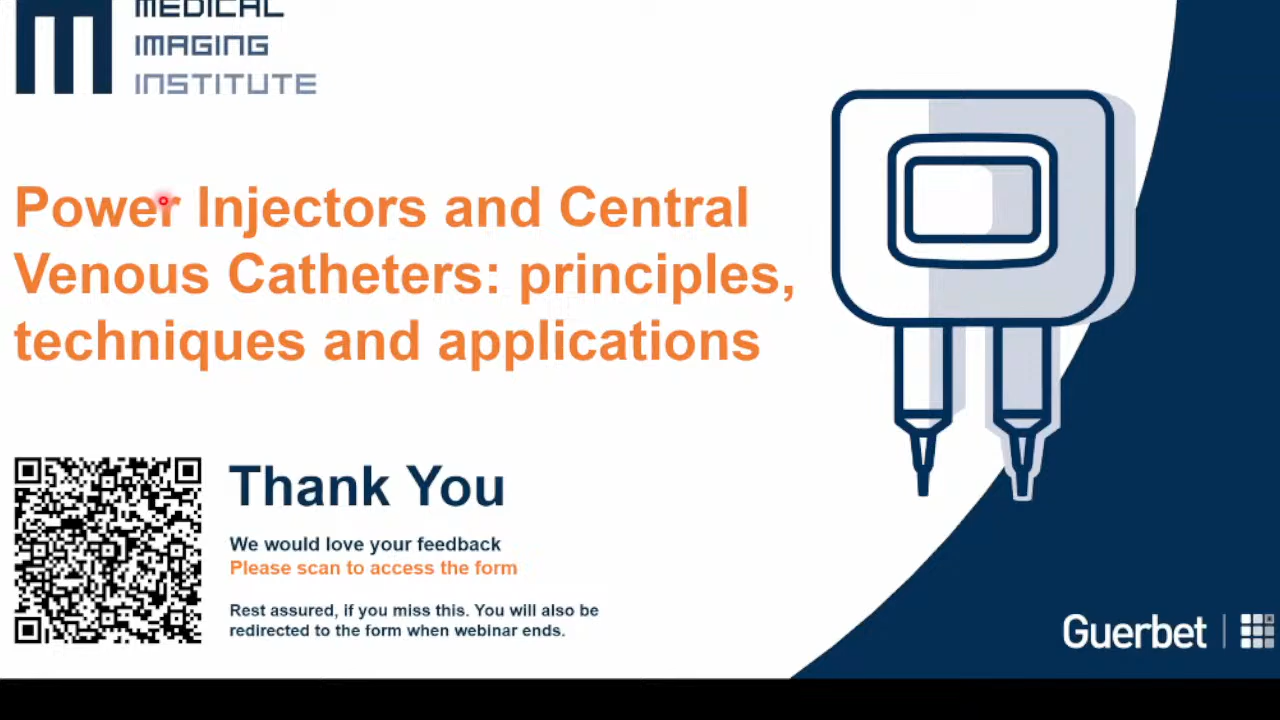 MEDICAL
IMAGING
INSTITUTE
Power Injectors and Central
Venous Catheters: principles,
techniques and applications
Thank You
We would love your feedback
Please scan to access the form
Rest assured, if you miss this. You will also be
redirected to the form when webinar ends.
Guerbet